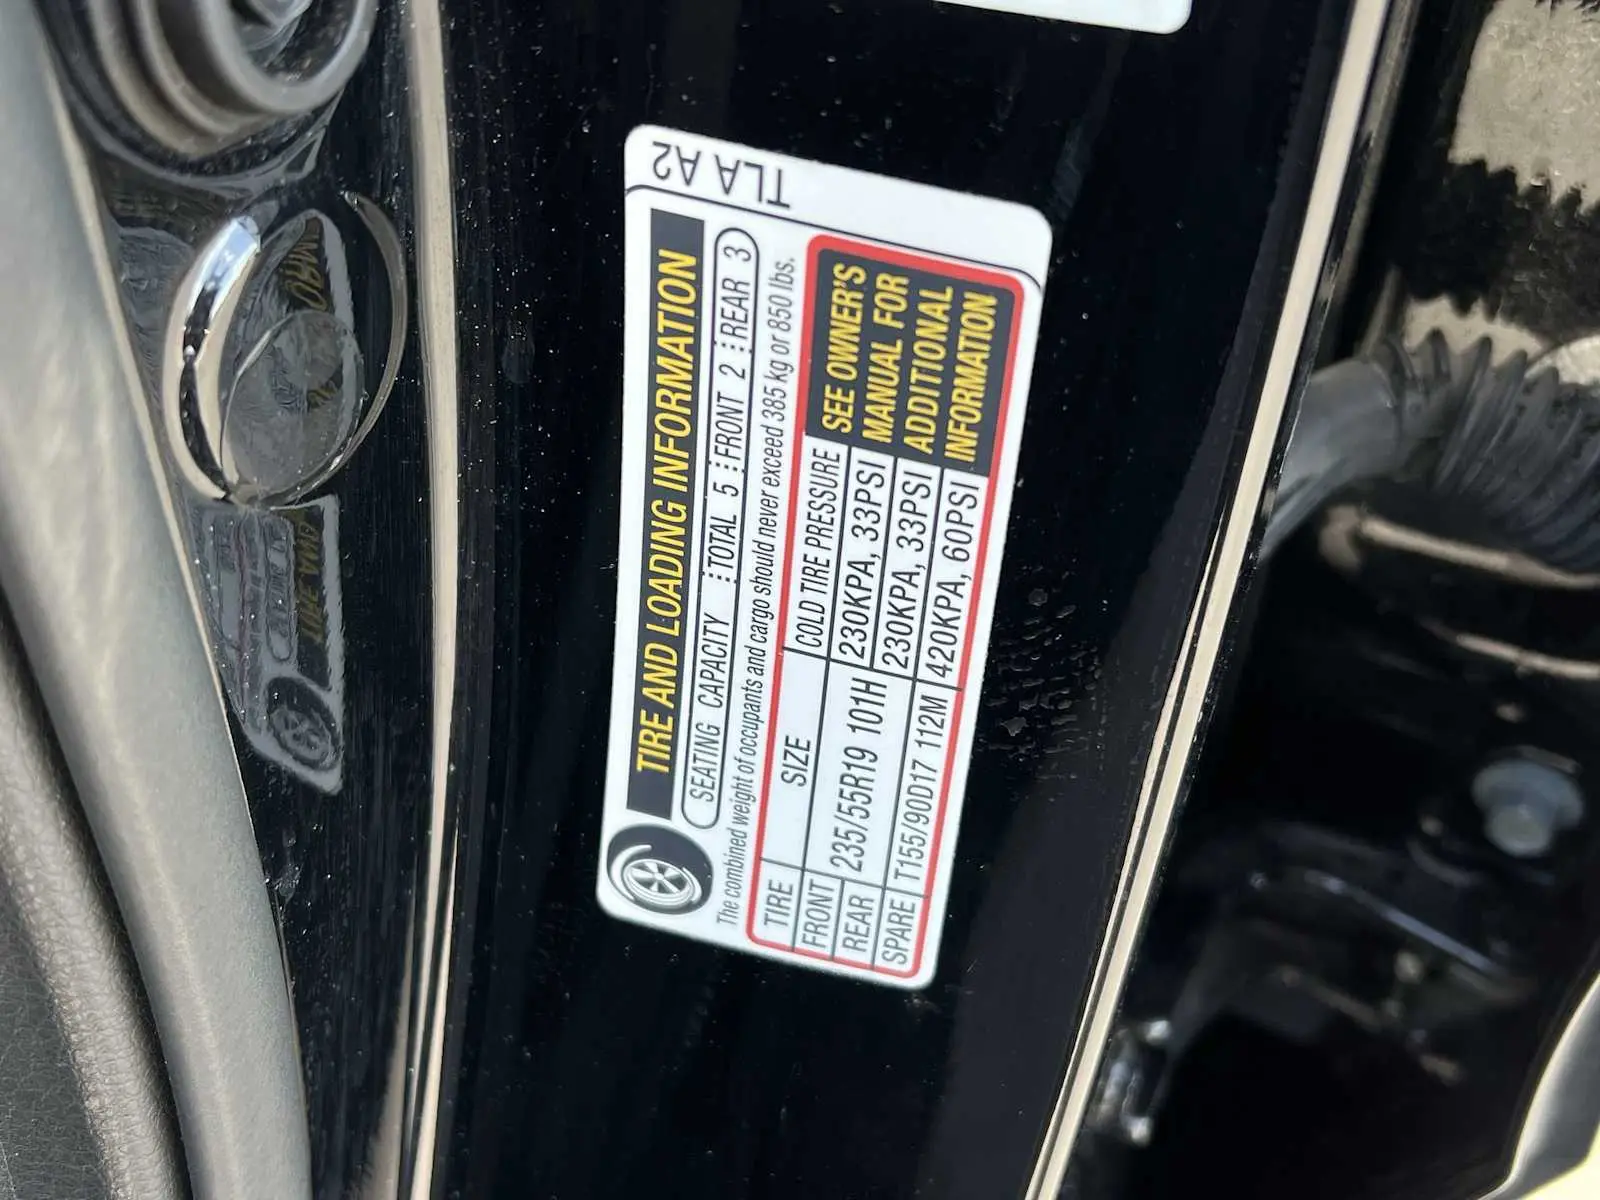 TLA A2
TIRE AND LOADING INFORMATION
SEATING CAPACITY TOTAL 5 FRONT 2 REAR 3
The combined weight of occupants and cargo should never exceed 385 kg or 850 lbs.
TIRE SIZE COLD TIRE PRESSURE
FRONT 235/55R19 101H 230KPA, 33PSI
REAR 230KPA, 33PSI
SPARE T155/90D17 112M 420KPA, 60PSI
SEE OWNER'S
MANUAL FOR
ADDITIONAL
INFORMATION